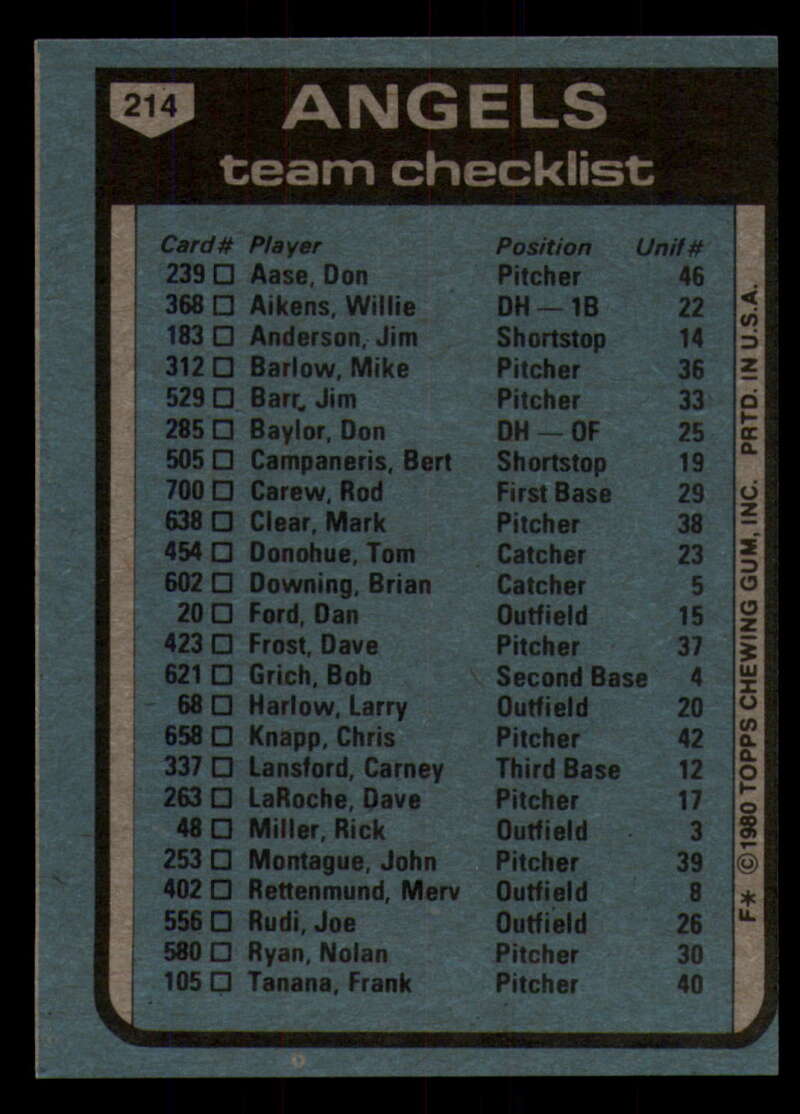 214
ANGELS
team checklist
Card# Player Position Unif#
239 □ Aase, Don Pitcher 46
368 □ Aikens, Willie DH — 1B 22
183 □ Anderson, Jim Shortstop 14
312 □ Barlow, Mike Pitcher 36
529 □ Barr, Jim Pitcher 33
285 □ Baylor, Don DH — OF 25
505 □ Campaneris, Bert Shortstop 19
700 □ Carew, Rod First Base 29
638 □ Clear, Mark Pitcher 38
454 □ Donohue, Tom Catcher 23
602 □ Downing, Brian Catcher 5
20 □ Ford, Dan Outfield 15
423 □ Frost, Dave Pitcher 37
621 □ Grich, Bob Second Base 4
68 □ Harlow, Larry Outfield 20
658 □ Knapp, Chris Pitcher 42
337 □ Lansford, Carney Third Base 12
263 □ LaRoche, Dave Pitcher 17
48 □ Miller, Rick Outfield 3
253 □ Montague, John Pitcher 39
402 □ Rettenmund, Merv Outfield 8
556 □ Rudi, Joe Outfield 26
580 □ Ryan, Nolan Pitcher 30
105 □ Tanana, Frank Pitcher 40
F* © 1980 TOPPS CHEWING GUM, INC. PRTD. IN U.S.A.